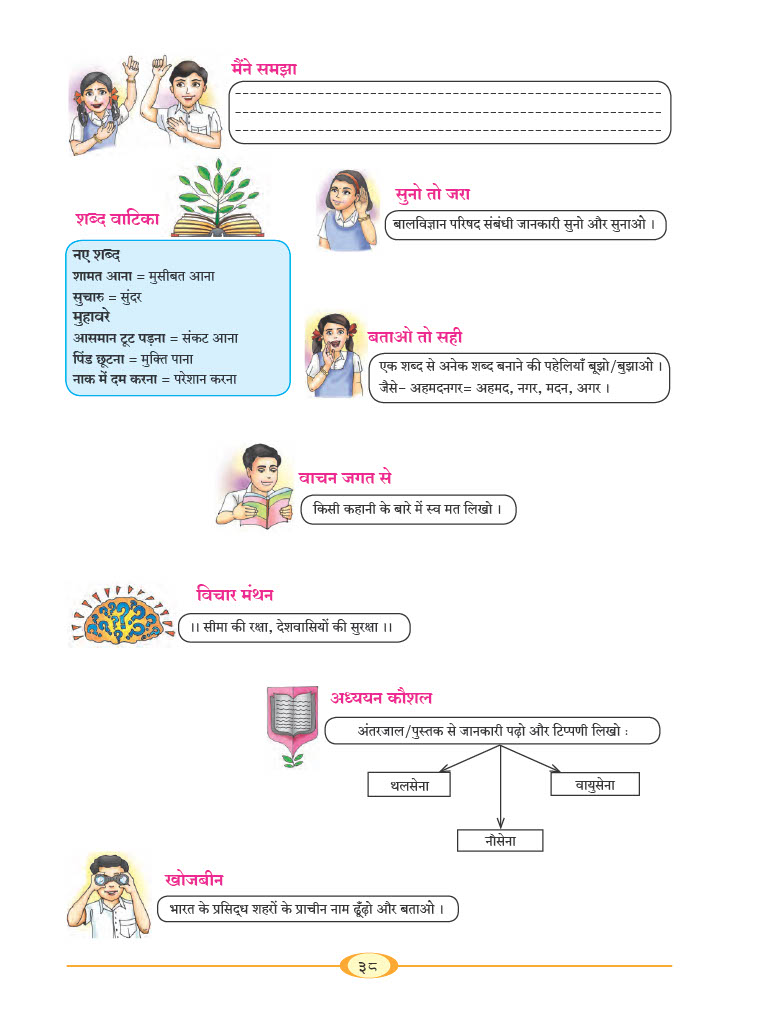 मैंने समझा
शब्द वाटिका
नए शब्द
शामत आना = मुसीबत आना
सुचारु = सुंदर
मुहावरे
आसमान टूट पड़ना = संकट आना
पिंड छूटना = मुक्ति पाना
नाक में दम करना = परेशान करना
सुनो तो जरा
बालविज्ञान परिषद संबंधी जानकारी सुनो और सुनाओ ।
बताओ तो सही
एक शब्द से अनेक शब्द बनाने की पहेलियाँ बूझो/बुझाओ ।
जैसे- अहमदनगर= अहमद, नगर, मदन, अगर ।
वाचन जगत से
किसी कहानी के बारे में स्व मत लिखो ।
विचार मंथन
।। सीमा की रक्षा, देशवासियों की सुरक्षा ।।
अध्ययन कौशल
अंतरजाल/पुस्तक से जानकारी पढ़ो और टिप्पणी लिखो :
थलसेना
वायुसेना
नौसेना
खोजबीन
भारत के प्रसिद्ध शहरों के प्राचीन नाम ढूँढ़ो और बताओ ।
३८